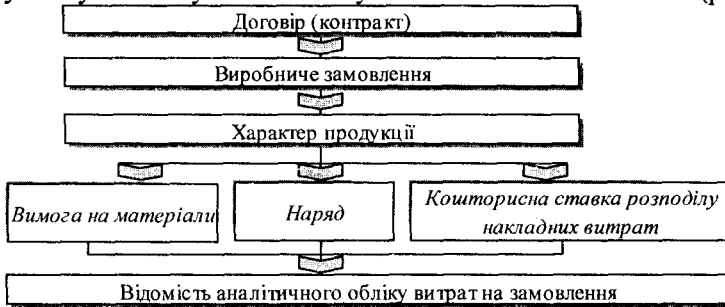 Договір (контракт)
Виробниче замовлення
Характер продукції
Вимога на матеріали
Наряд
Кошторисна ставка розподілу
накладних витрат
Відомість аналітичного обліку витрат на замовлення